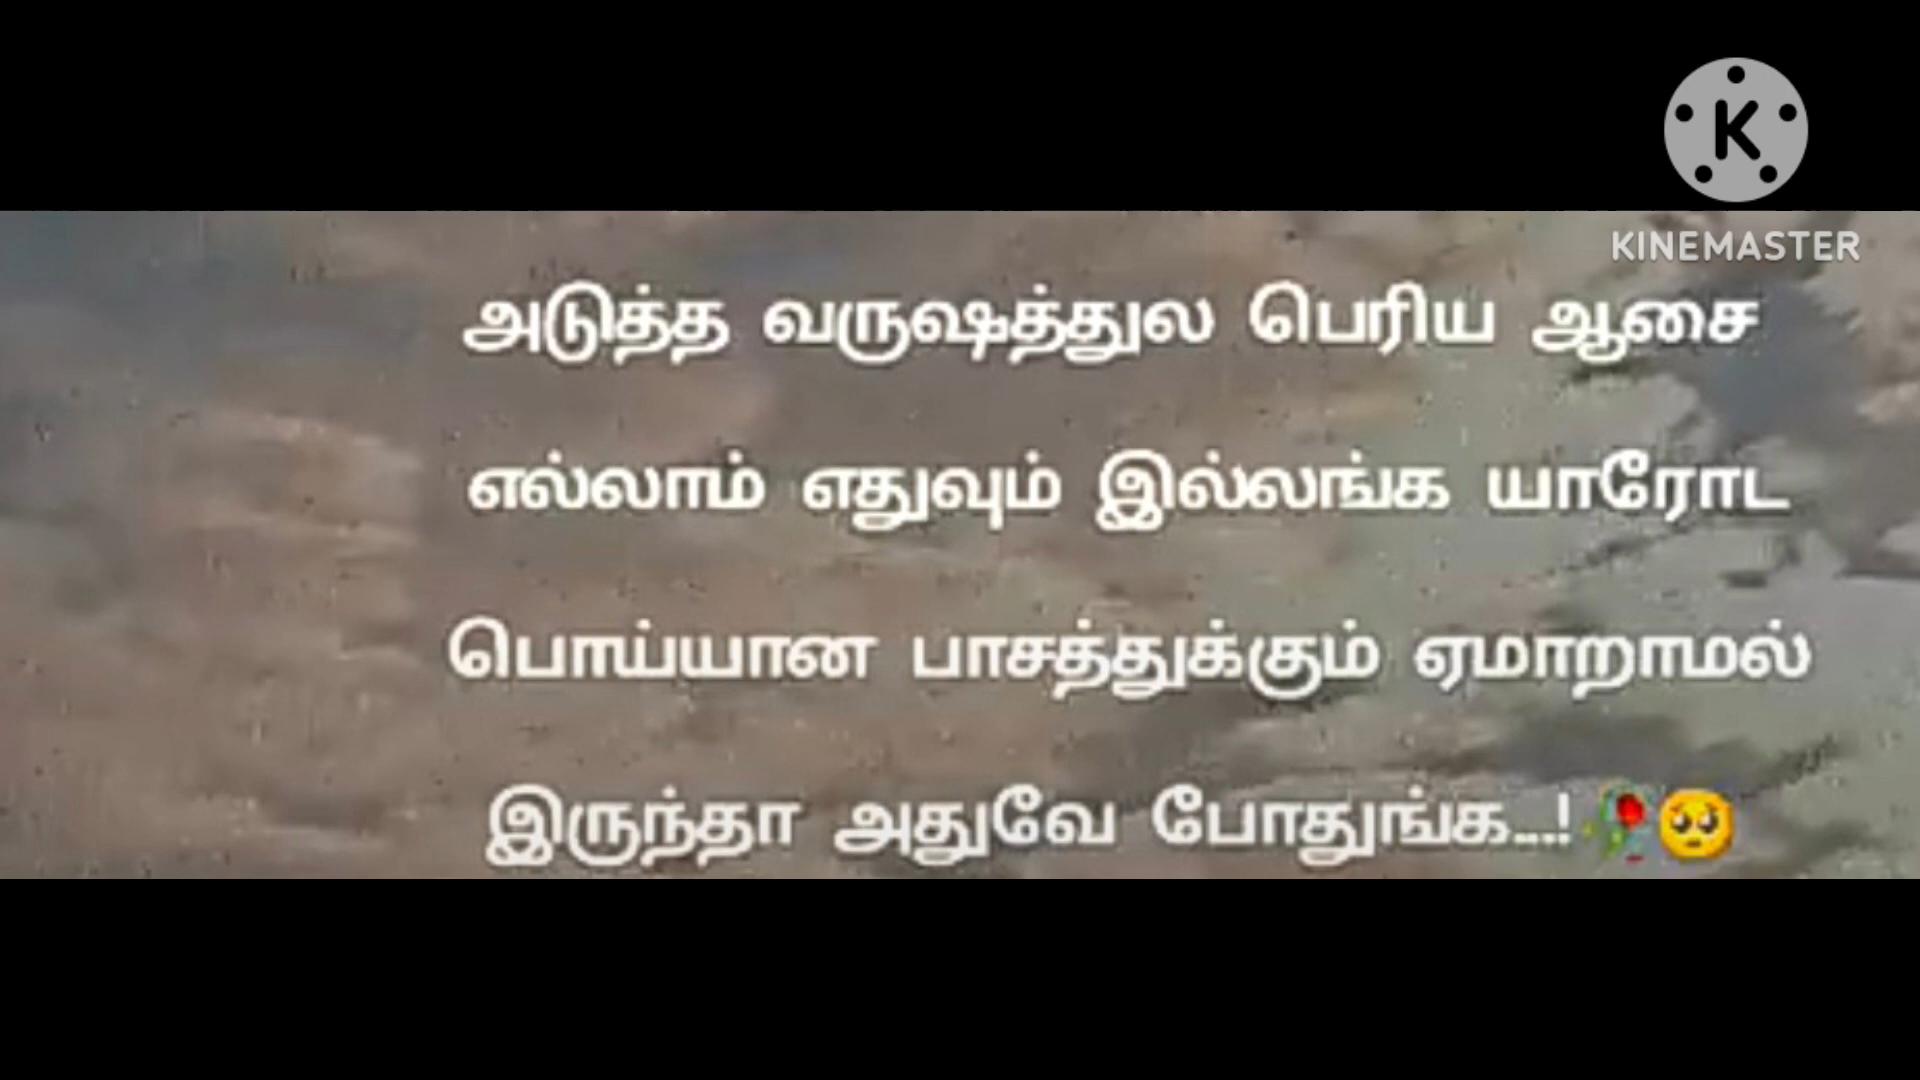 KINEMASTER
அடுத்த வருஷத்துல பெரிய ஆசை
எல்லாம் எதுவும் இல்லங்க யாரோட
பொய்யான பாசத்துக்கும் ஏமாறாமல்
இருந்தா அதுவே போதுங்க...!🥀🥺